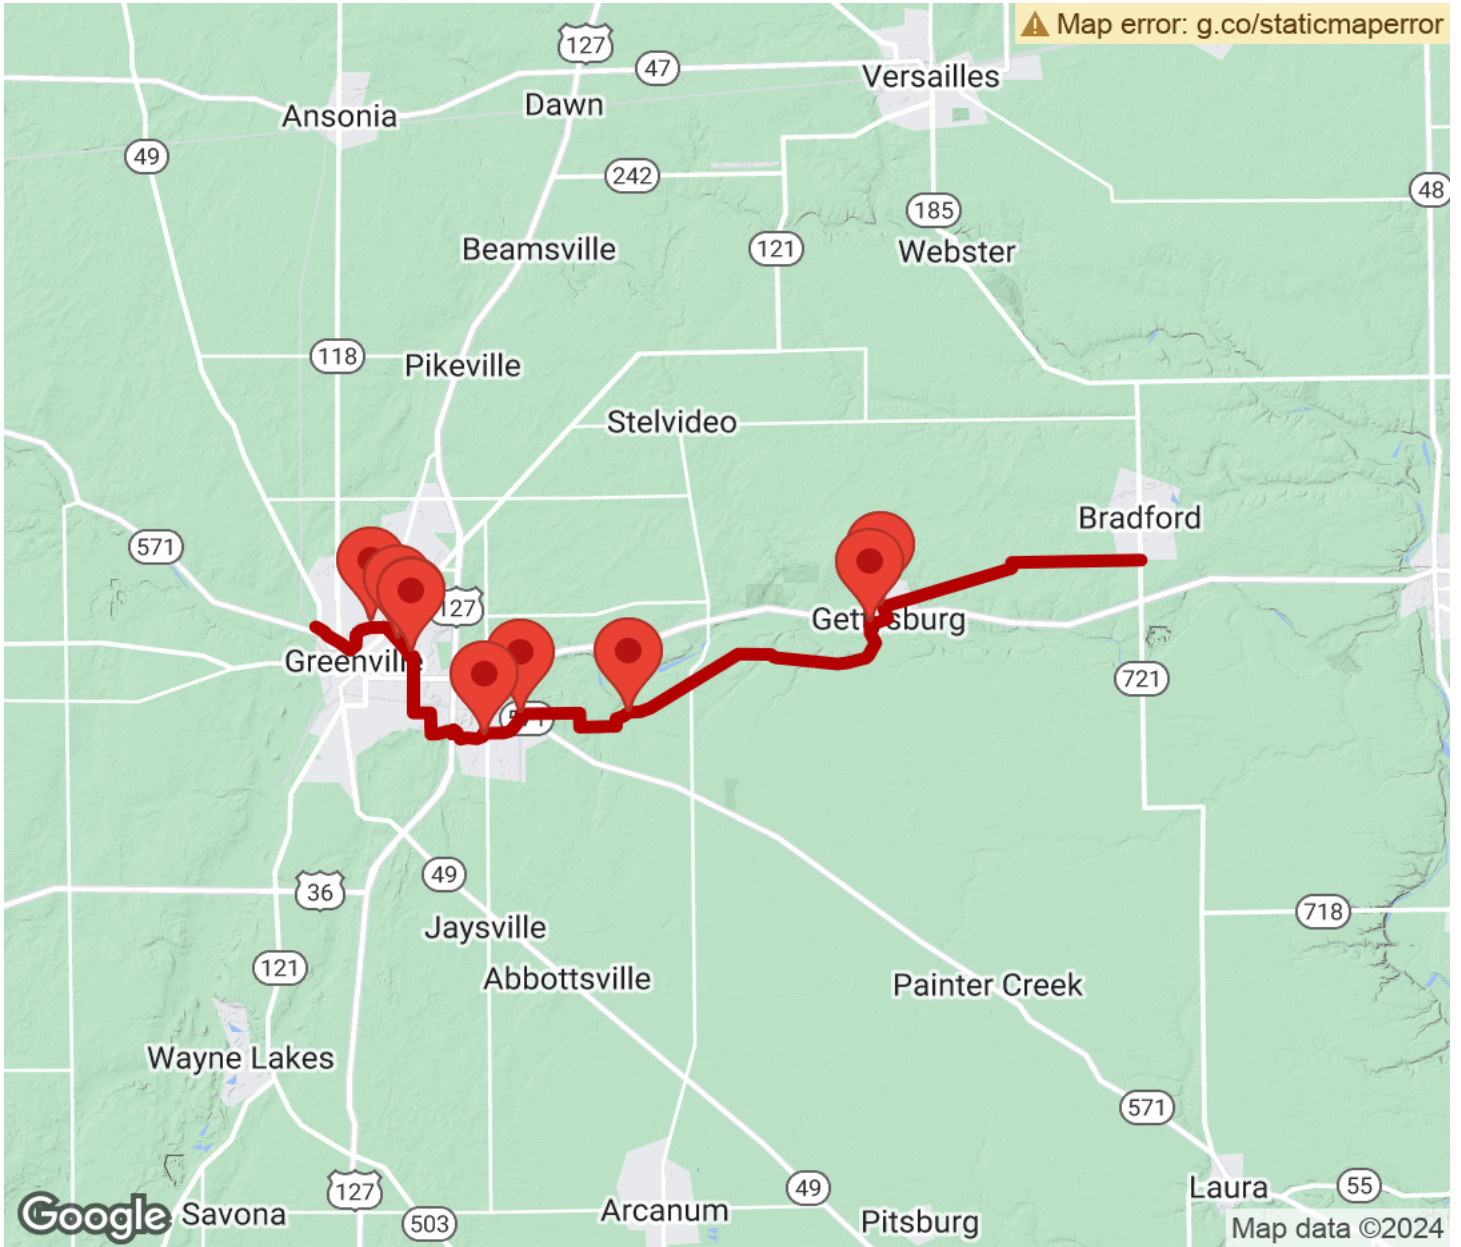 Map error: g.co/staticmaperror
127
47
Versailles
Dawn
Ansonia
49
242
48
185
Beamsville
121
Webster
118
Pikeville
Stelvideo
Bradford
571
127
Gettysburg
Greenville
721
571
49
36
718
Jaysville
121
Abbottsville
Painter Creek
Wayne Lakes
571
127
49
Laura
55
Google
Savona
503
Arcanum
Pitsburg
Map data ©2024